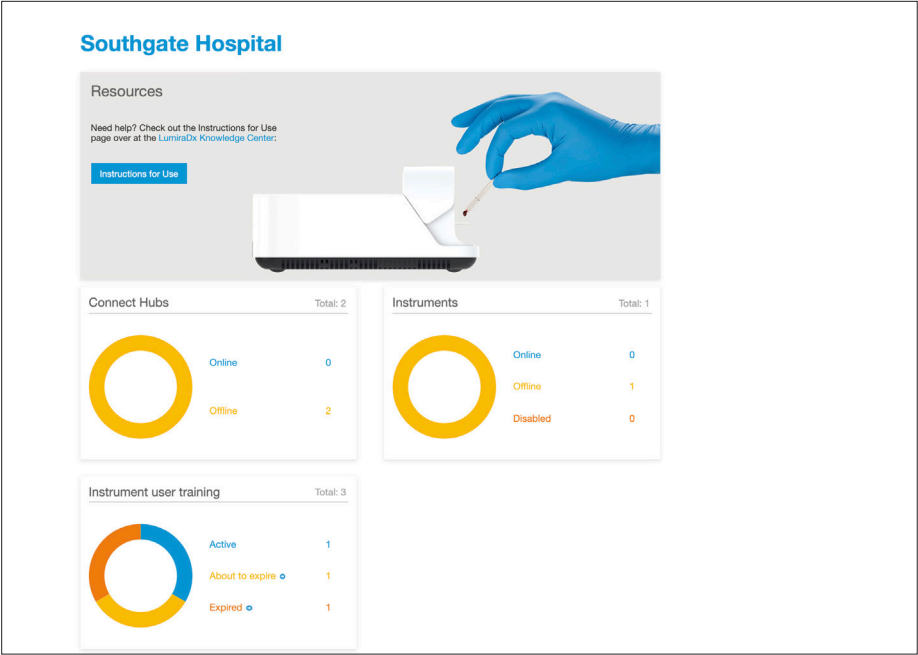 Southgate Hospital
Resources
Need help? Check out the Instructions for Use
page over at the LumiraDx Knowledge Center:
Instructions for Use
Connect Hubs
Total: 2
Online
0
Offline
2
Instruments
Total: 1
Online
0
Offline
1
Disabled
0
Instrument user training
Total: 3
Active
1
About to expire
1
Expired
1